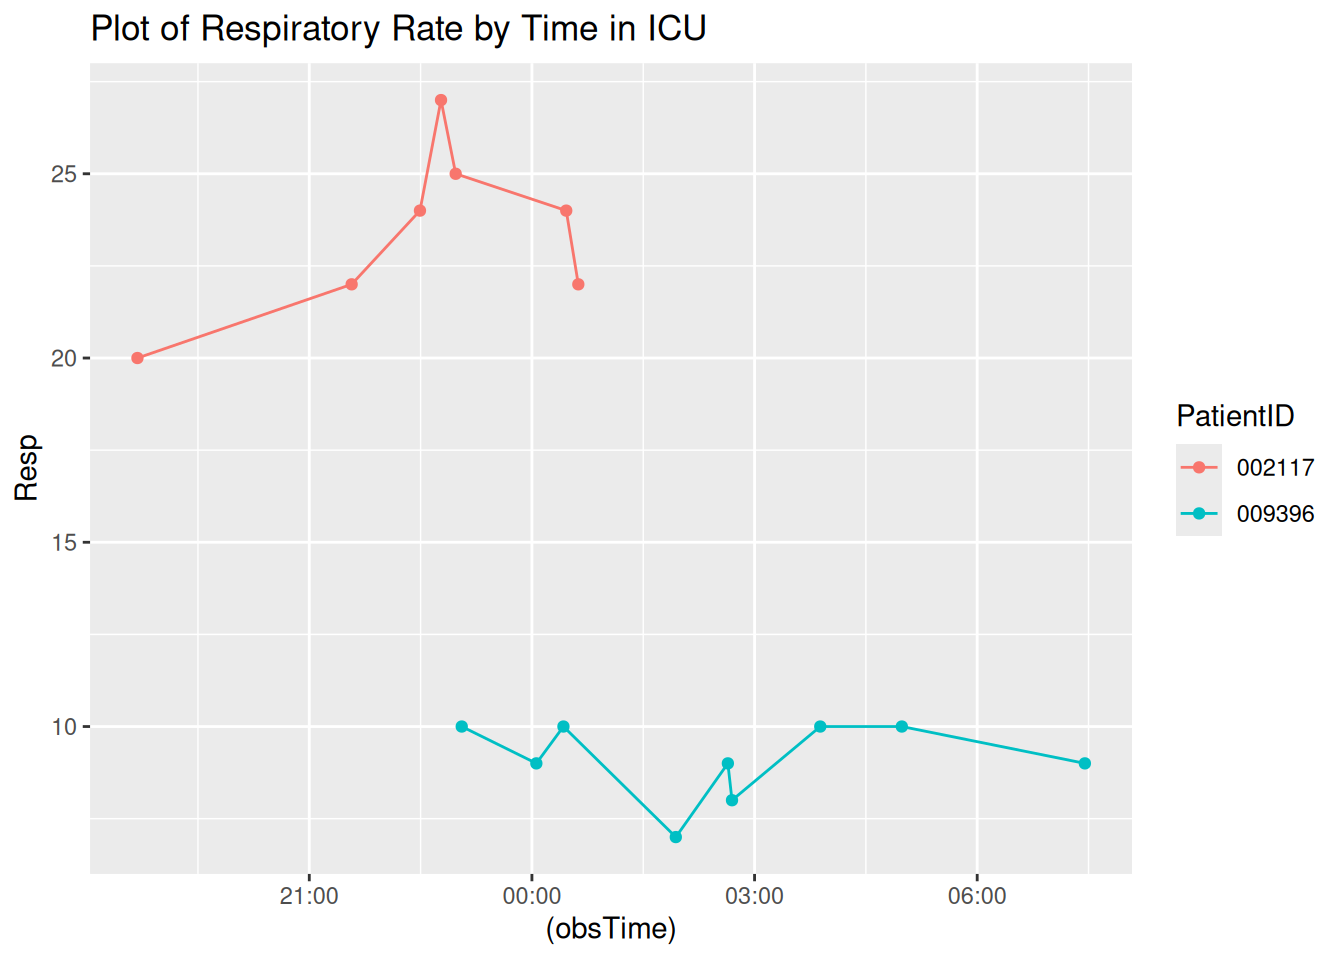 Plot of Respiratory Rate by Time in ICU
25
20
15
10
Resp
21:00
00:00
03:00
06:00
(obsTime)
PatientID
002117
009396